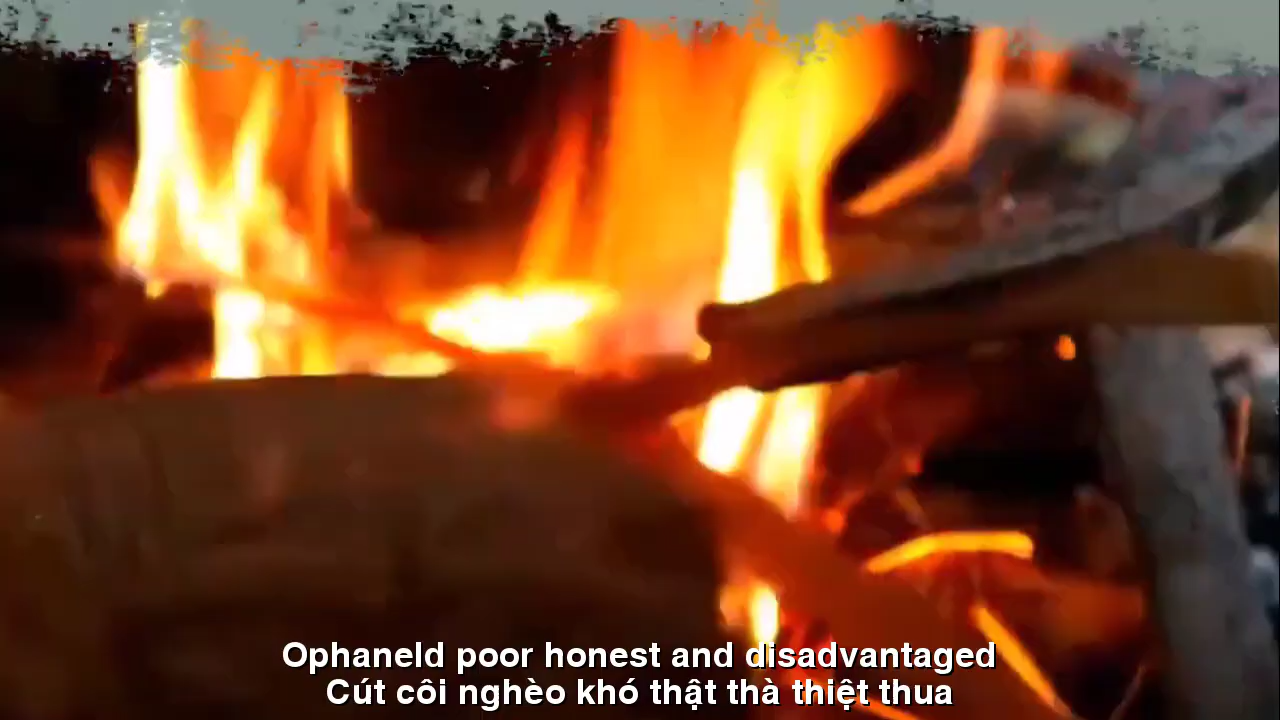 Ophaneld poor honest and disadvantaged
Cút côi nghèo khó thật thà thiệt thua